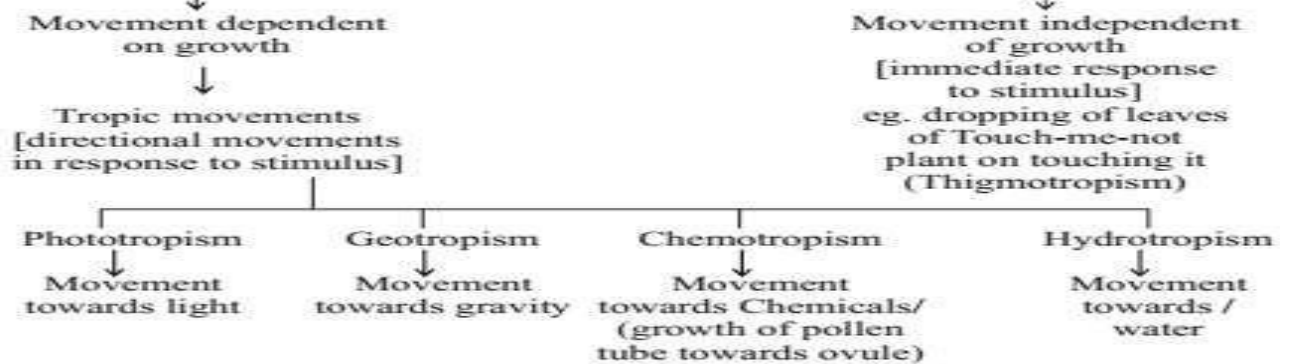 Movement dependent
on growth
Tropic movements
[directional movements
in response to stimulus]
Movement independent
of growth
[immediate response
to stimulus]
eg. dropping of leaves
of Touch-me-not
plant on touching it
(Thigmotropism)
Phototropism
Movement
towards light
Geotropism
Movement
towards gravity
Chemotropism
Movement
towards Chemicals/
(growth of pollen
tube towards ovule)
Hydrotropism
Movement
towards /
water